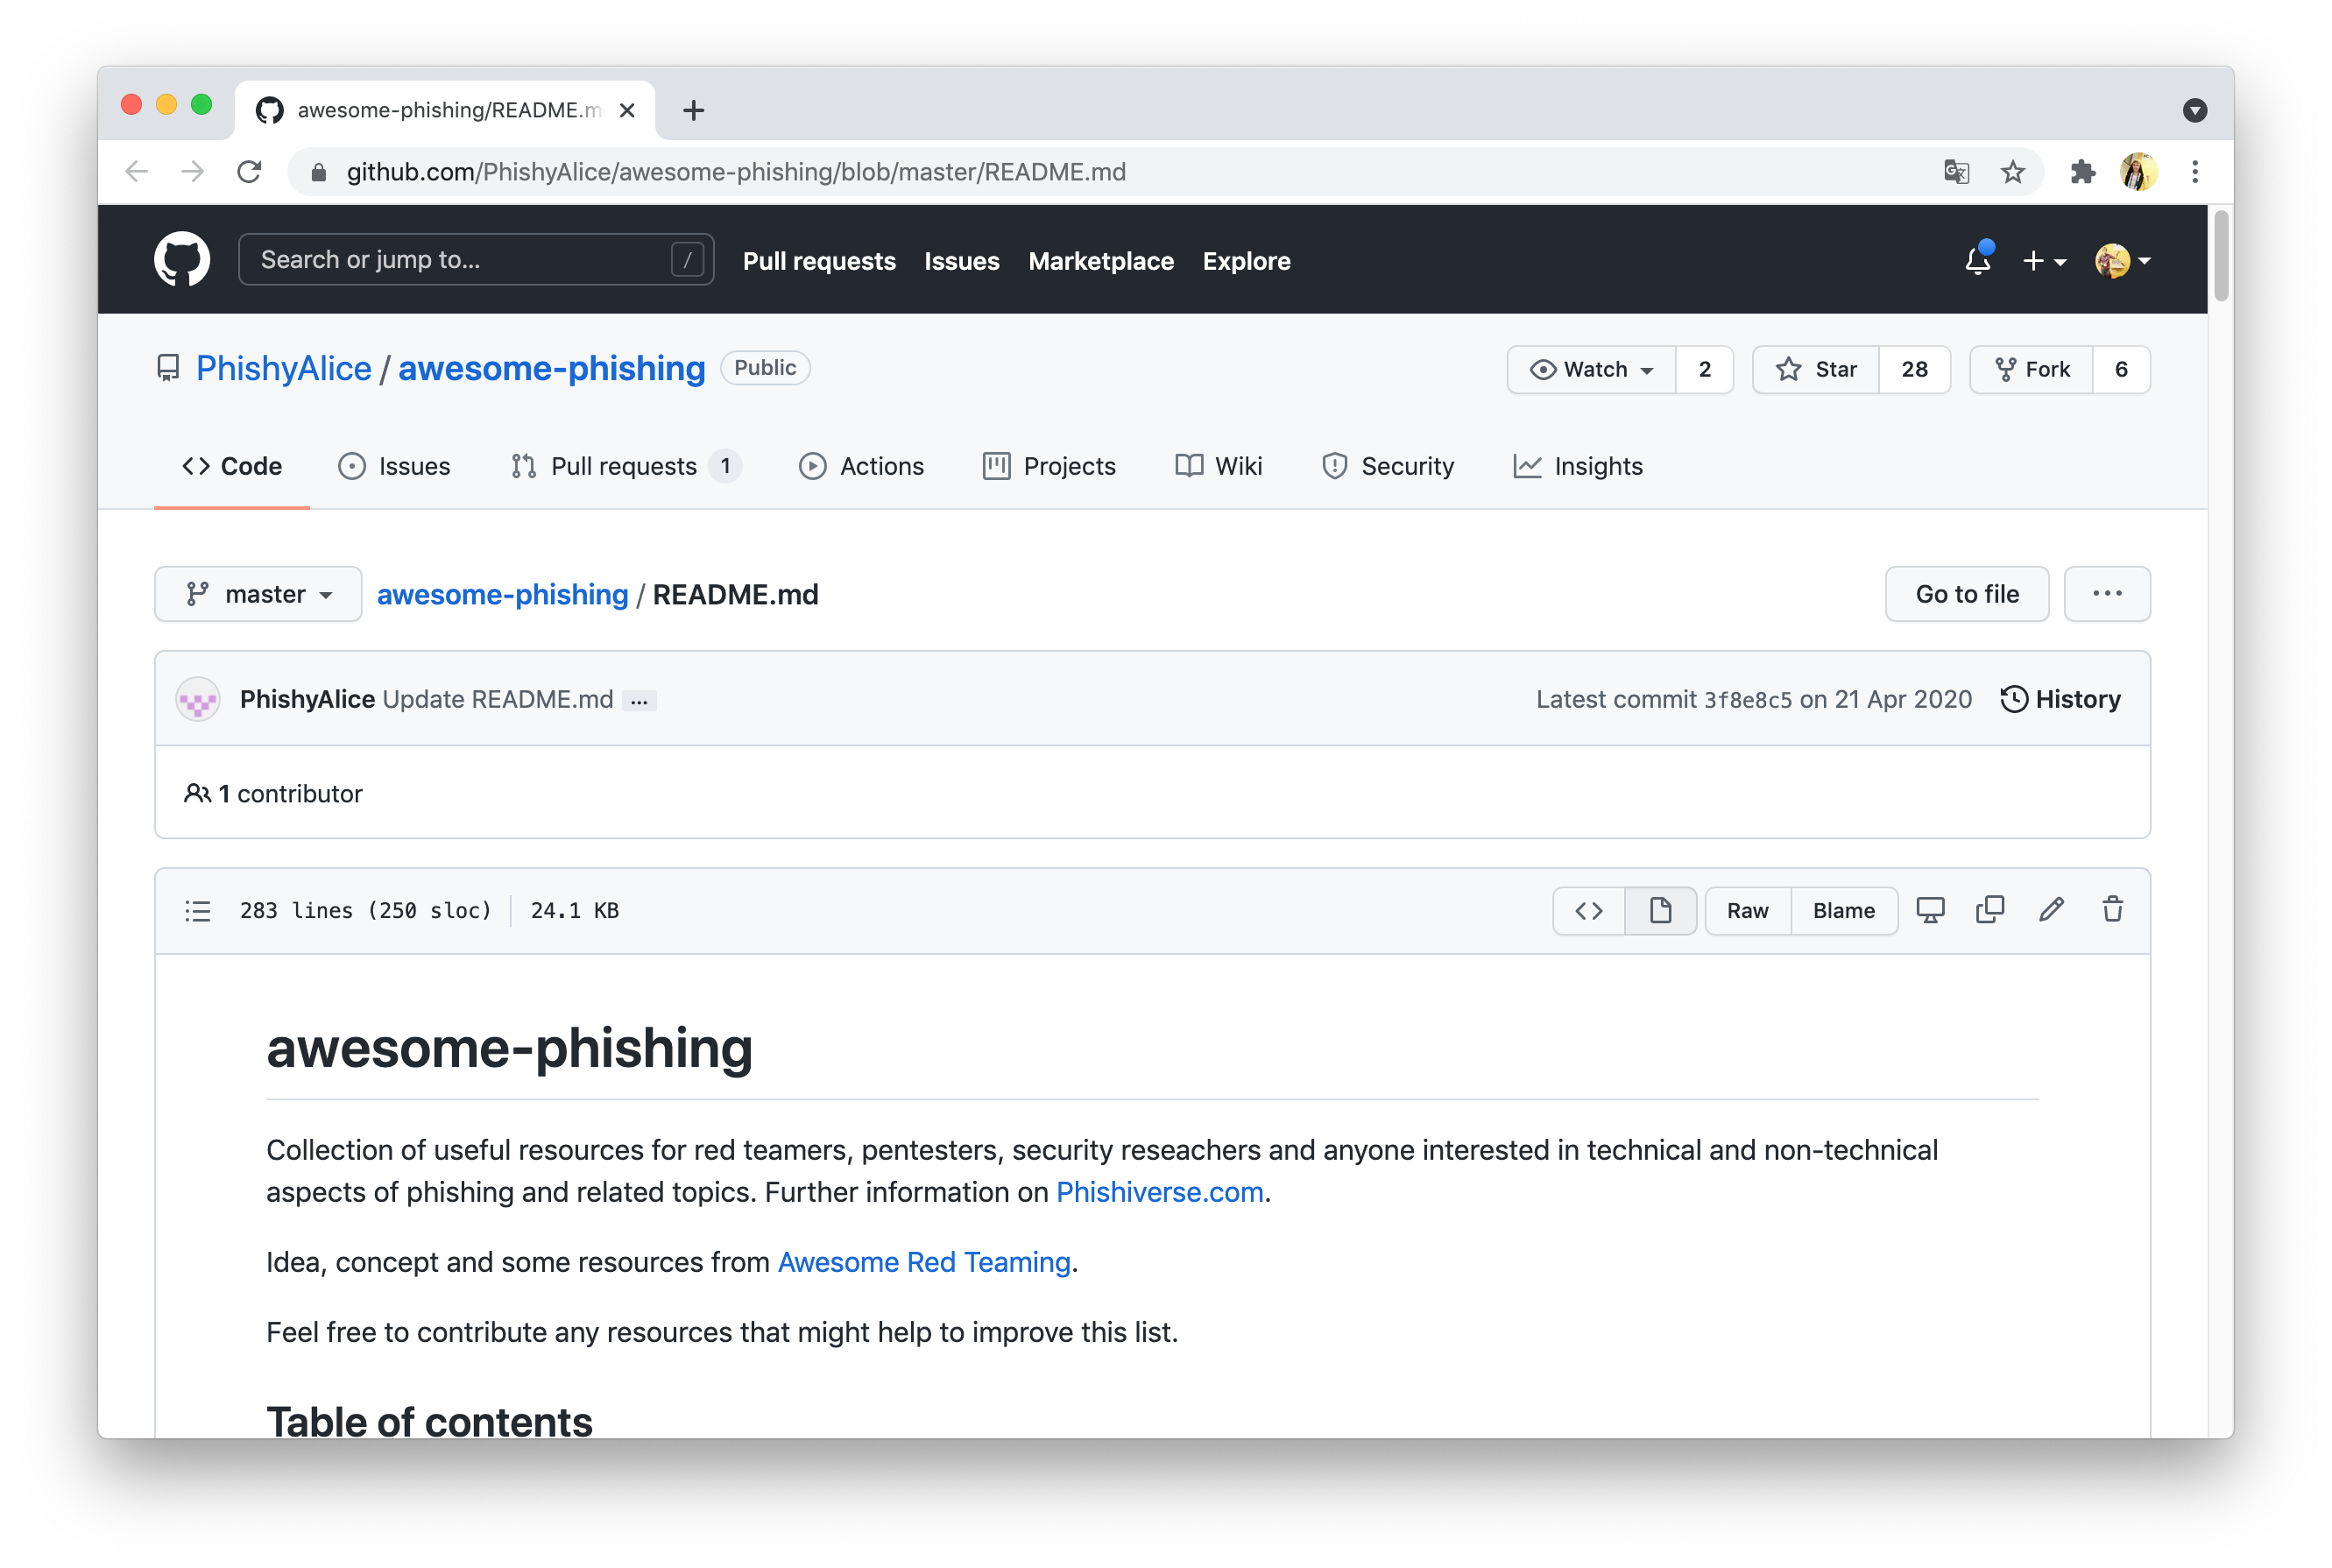 awesome-phishing/README.m
github.com/PhishyAlice/awesome-phishing/blob/master/README.md
Search or jump to... /
Pull requests Issues Marketplace Explore
PhishyAlice / awesome-phishing Public
Watch 2 Star 28 Fork 6
Code Issues Pull requests 1 Actions Projects Wiki Security Insights
master awesome-phishing / README.md Go to file ...
PhishyAlice Update README.md ... Latest commit 3f8e8c5 on 21 Apr 2020 History
1 contributor
283 lines (250 sloc) 24.1 KB Raw Blame
awesome-phishing
Collection of useful resources for red teamers, pentesters, security reseachers and anyone interested in technical and non-technical
aspects of phishing and related topics. Further information on Phishiverse.com.
Idea, concept and some resources from Awesome Red Teaming.
Feel free to contribute any resources that might help to improve this list.
Table of contents